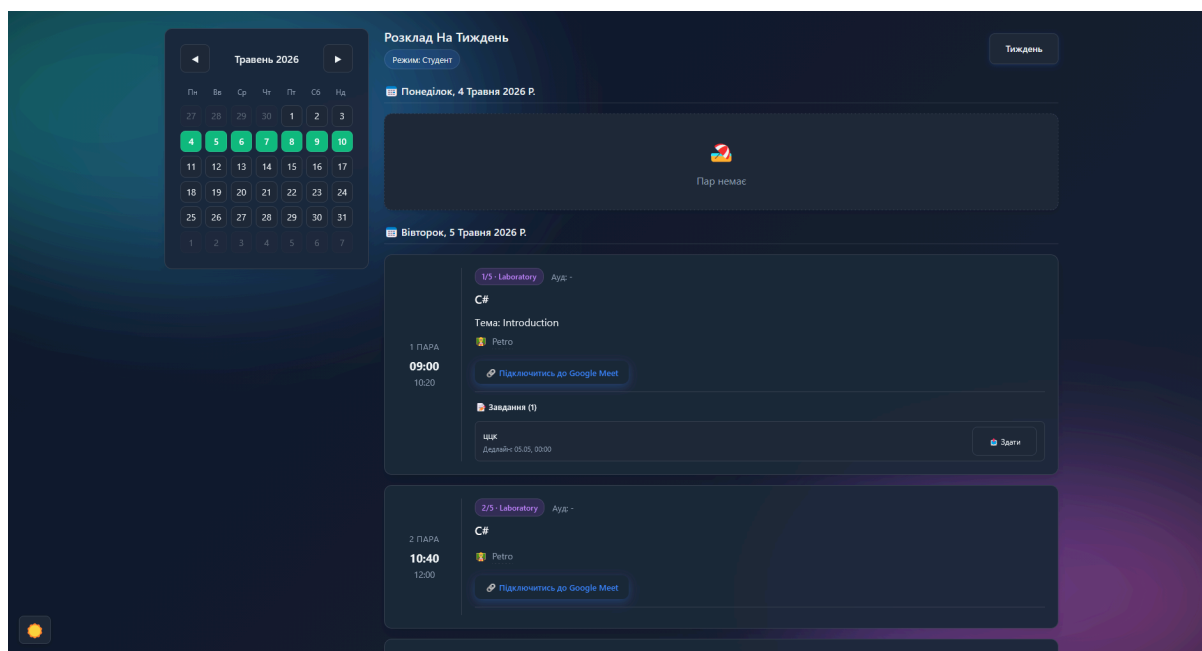 ◀ Травень 2026 ▶
Пн Вв Ср Чт Пт Сб Нд
27 28 29 30 1 2 3
4 5 6 7 8 9 10
11 12 13 14 15 16 17
18 19 20 21 22 23 24
25 26 27 28 29 30 31
1 2 3 4 5 6 7
Розклад На Тиждень
Режим: Студент
Тиждень
Понеділок, 4 Травня 2026 Р.
Пар немає
Вівторок, 5 Травня 2026 Р.
1 ПАРА
09:00
10:20
1/5 · Laboratory Ауд: -
C#
Тема: Introduction
Petro
Підключитись до Google Meet
Завдання (1)
ццк
Дедлайн: 05.05, 00:00
Здати
2 ПАРА
10:40
12:00
2/5 · Laboratory Ауд: -
C#
Petro
Підключитись до Google Meet